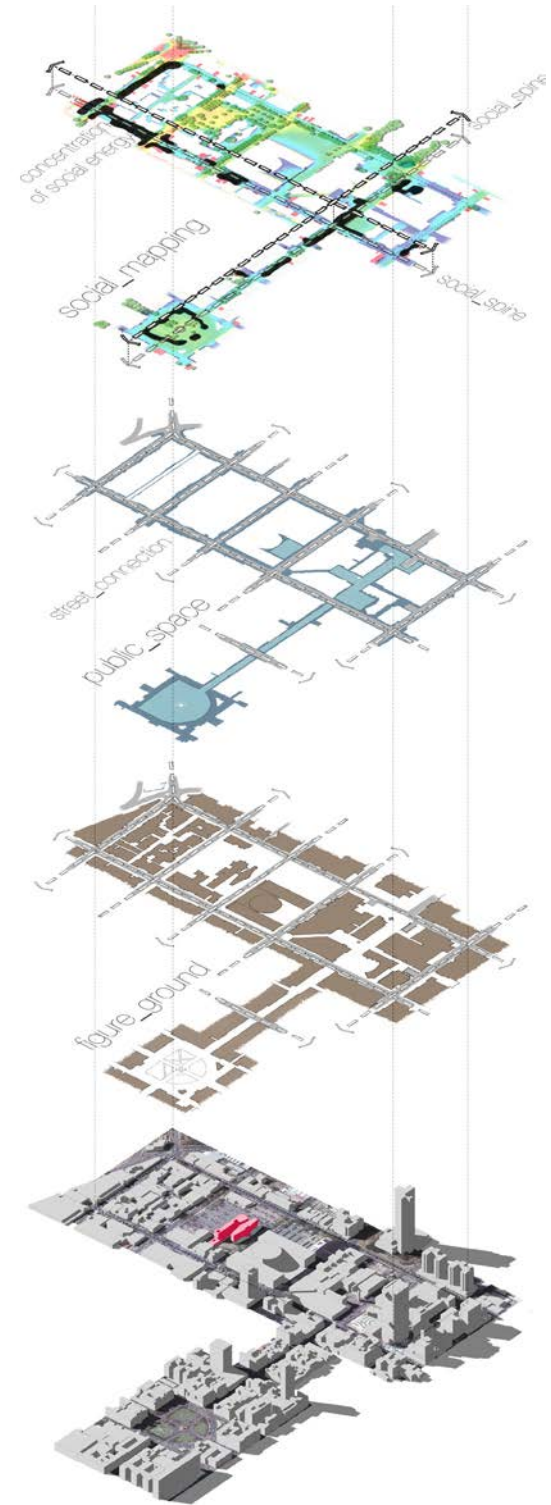 social_spine
concentration
of social energy
social_mapping
social_spine
street_connection
public_space
figure_ground